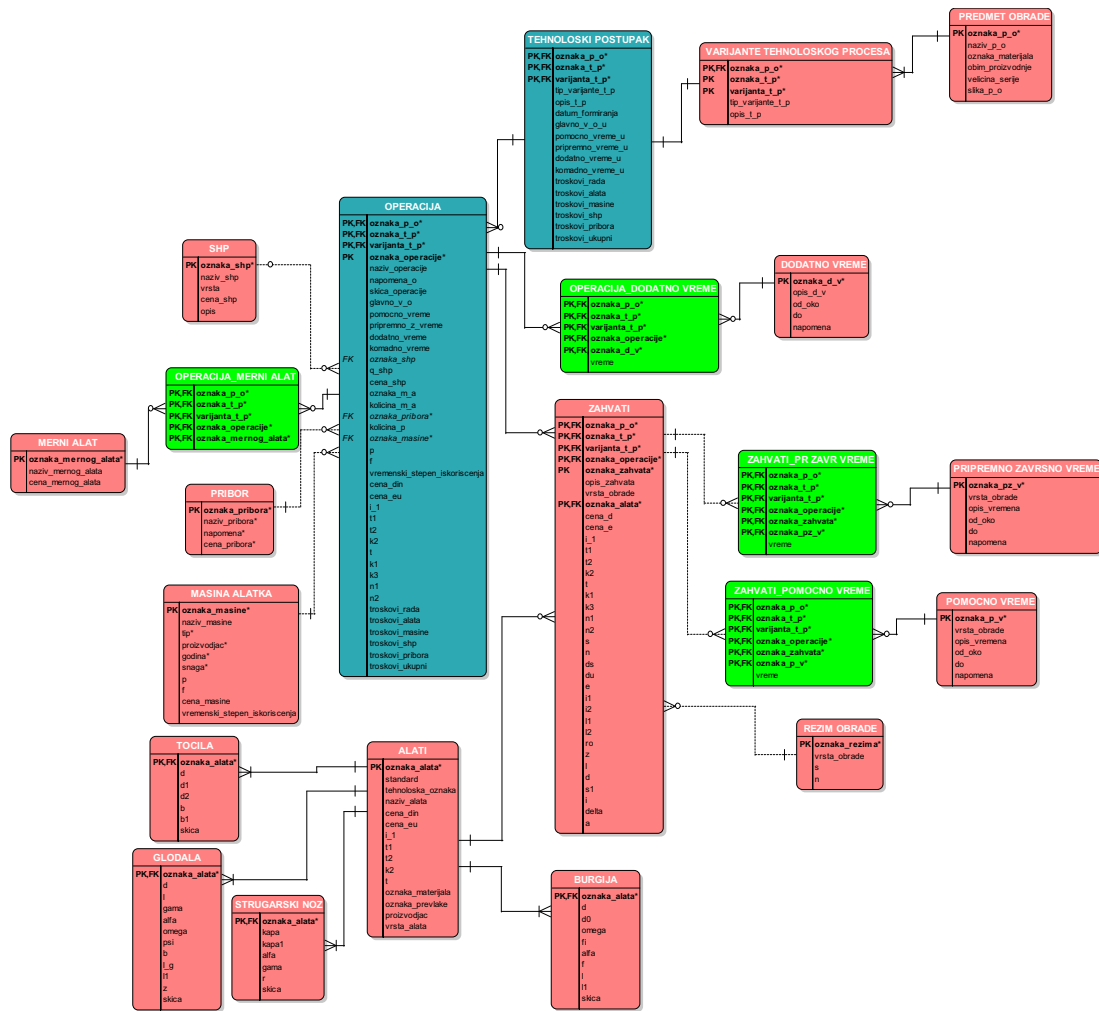 PREDMET OBRADE
PK oznaka_p_o*
naziv_p_o
oznaka_materijala
obim_proizvodnje
velicina_serije
slika_p_o
TEHNOLOSKI POSTUPAK
PK,FK oznaka_p_o*
PK,FK oznaka_t_p*
PK,FK varijanta_t_p*
tip_varijante_t_p
opis_t_p
datum_formiranja
glavno_v_o_u
pomocno_vreme_u
pripremno_vreme_u
dodatno_vreme_u
komadno_vreme_u
troskovi_rada
troskovi_alata
troskovi_masine
troskovi_shp
troskovi_pribora
troskovi_ukupni
VARIJANTE TEHNOLOSKOG PROCESA
PK,FK oznaka_p_o*
PK oznaka_t_p*
PK varijanta_t_p*
tip_varijante_t_p
opis_t_p
OPERACIJA
PK,FK oznaka_p_o*
PK,FK oznaka_t_p*
PK,FK varijanta_t_p*
PK oznaka_operacije*
naziv_operacije
napomena_o
skica_operacije
glavno_v_o
pomocno_vreme
pripremno_z_vreme
dodatno_vreme
komadno_vreme
FK oznaka_shp
q_shp
cena_shp
oznaka_m_a
kolicina_m_a
FK oznaka_pribora*
kolicina_p
FK oznaka_masine*
p
f
vremenski_stepen_iskoriscenja
cena_din
cena_eu
i_1
t1
t2
k2
t
k1
k3
n1
n2
troskovi_rada
troskovi_alata
troskovi_masine
troskovi_shp
troskovi_pribora
troskovi_ukupni
SHP
PK oznaka_shp*
naziv_shp
vrsta
cena_shp
opis
OPERACIJA_DODATNO VREME
PK,FK oznaka_p_o*
PK,FK oznaka_t_p*
PK,FK varijanta_t_p*
PK,FK oznaka_operacije*
PK,FK oznaka_d_v*
vreme
DODATNO VREME
PK oznaka_d_v*
opis_d_v
od_oko
do
napomena
OPERACIJA_MERNI ALAT
PK,FK oznaka_p_o*
PK,FK oznaka_t_p*
PK,FK varijanta_t_p*
PK,FK oznaka_operacije*
PK,FK oznaka_mernog_alata*
MERNI ALAT
PK oznaka_mernog_alata*
naziv_mernog_alata
cena_mernog_alata
PRIBOR
PK oznaka_pribora*
naziv_pribora*
napomena*
cena_pribora*
MASINA ALATKA
PK oznaka_masine*
naziv_masine
tip*
proizvodjac*
godina*
snaga*
p
f
cena_masine
vremenski_stepen_iskoriscenja
ZAHVATI
PK,FK oznaka_p_o*
PK,FK oznaka_t_p*
PK,FK varijanta_t_p*
PK,FK oznaka_operacije*
PK oznaka_zahvata*
opis_zahvata
vrsta_obrade
PK,FK oznaka_alata*
cena_d
cena_e
i_1
t1
t2
k2
t
k1
k3
n1
n2
s
n
ds
du
e
i1
i2
l1
l2
ro
z
l
d
s1
i
delta
a
ZAHVATI_PR ZAVR VREME
PK,FK oznaka_p_o*
PK,FK oznaka_t_p*
PK,FK varijanta_t_p*
PK,FK oznaka_operacije*
PK,FK oznaka_zahvata*
PK,FK oznaka_pz_v*
vreme
PRIPREMNO ZAVRSNO VREME
PK oznaka_pz_v*
vrsta_obrade
opis_vremena
od_oko
do
napomena
ZAHVATI_POMOCNO VREME
PK,FK oznaka_p_o*
PK,FK oznaka_t_p*
PK,FK varijanta_t_p*
PK,FK oznaka_operacije*
PK,FK oznaka_zahvata*
PK,FK oznaka_p_v*
vreme
POMOCNO VREME
PK oznaka_p_v*
vrsta_obrade
opis_vremena
od_oko
do
napomena
REZIM OBRADE
PK oznaka_rezima*
vrsta_obrade
s
n
TOCILA
PK,FK oznaka_alata*
d
d1
d2
b
b1
skica
ALATI
PK oznaka_alata*
standard
tehnoloska_oznaka
naziv_alata
cena_din
cena_eu
i_1
t1
t2
k2
t
oznaka_materijala
oznaka_prevlake
proizvodjac
vrsta_alata
GLODALA
PK,FK oznaka_alata*
d
l
gama
alfa
omega
psi
b
l_g
l1
z
skica
STRUGARSKI NOZ
PK,FK oznaka_alata*
kapa
kapa1
alfa
gama
r
skica
BURGIJA
PK,FK oznaka_alata*
d
d0
omega
fi
alfa
f
l
l1
skica